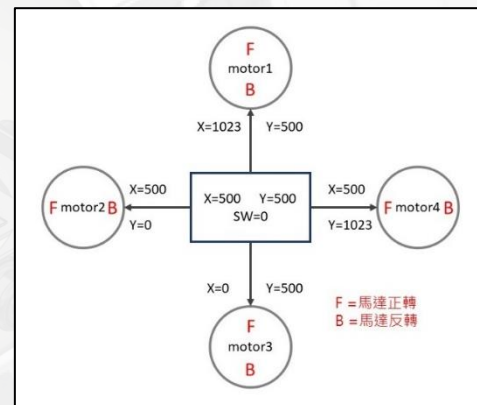 F
motor1
B
X=1023 Y=500
X=500
F motor2 B
Y=0
X=500 Y=500
SW=0
X=500
F motor4 B
Y=1023
X=0 Y=500
F
motor3
B
F =馬達正轉
B =馬達反轉